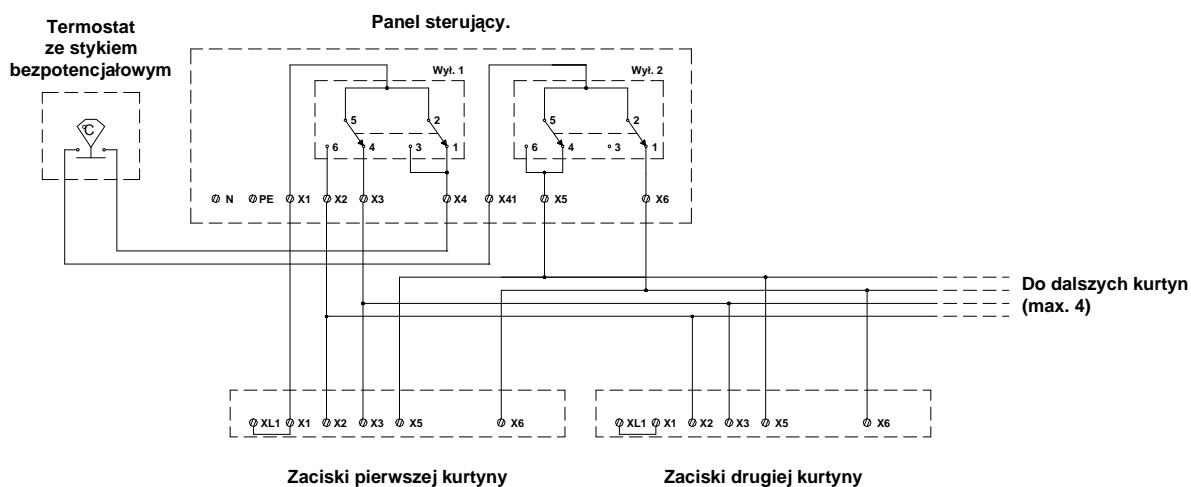 Termostat
ze stykiem
bezpotencjałowym
Panel sterujący.
Wył. 1
Wył. 2
5 2
6 4 3 1
5 2
6 4 3 1
°C
N PE X1 X2 X3 X4 X41 X5 X6
Do dalszych kurtyn
(max. 4)
XL1 X1 X2 X3 X5 X6
XL1 X1 X2 X3 X5 X6
Zaciski pierwszej kurtyny
Zaciski drugiej kurtyny